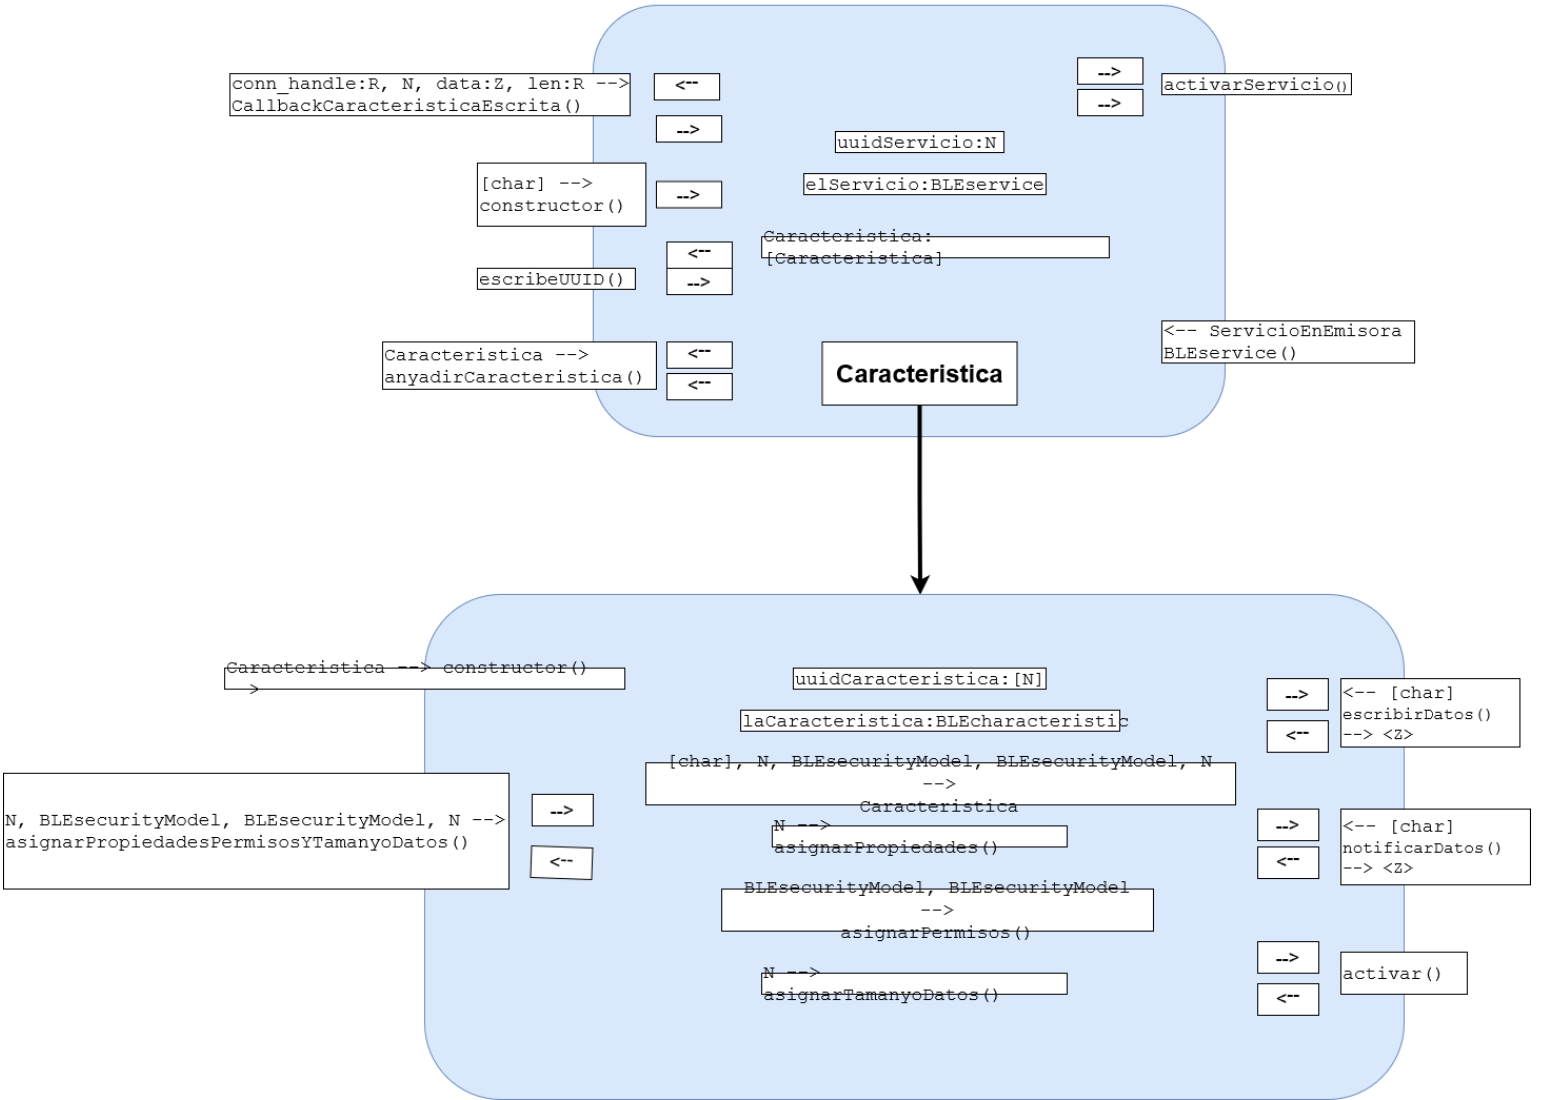 conn_handle:R, N, data:Z, len:R -->
CallbackCaracteristicaEscrita()
<--
-->
-->
-->
activarServicio()
uuidServicio:N
elServicio:BLEservice
Caracteristica:
[Caracteristica]
[char] -->
constructor()
-->
<--
escribeUUID()
-->
<-- ServicioEnEmisora
BLEservice()
Caracteristica -->
anyadirCaracteristica()
<--
<--
Caracteristica
Caracteristica --> constructor()
>
uuidCaracteristica:[N]
laCaracteristica:BLEcharacteristic
-->
<--
<-- [char]
escribirDatos()
--> <Z>
[char], N, BLEsecurityModel, BLEsecurityModel, N
-->
Caracteristica
N, BLEsecurityModel, BLEsecurityModel, N -->
asignarPropiedadesPermisosYTamanyoDatos()
-->
<--
N -->
asignarPropiedades()
-->
<--
<-- [char]
notificarDatos()
--> <Z>
BLEsecurityModel, BLEsecurityModel
-->
asignarPermisos()
N -->
asignarTamanyoDatos()
-->
<--
activar()